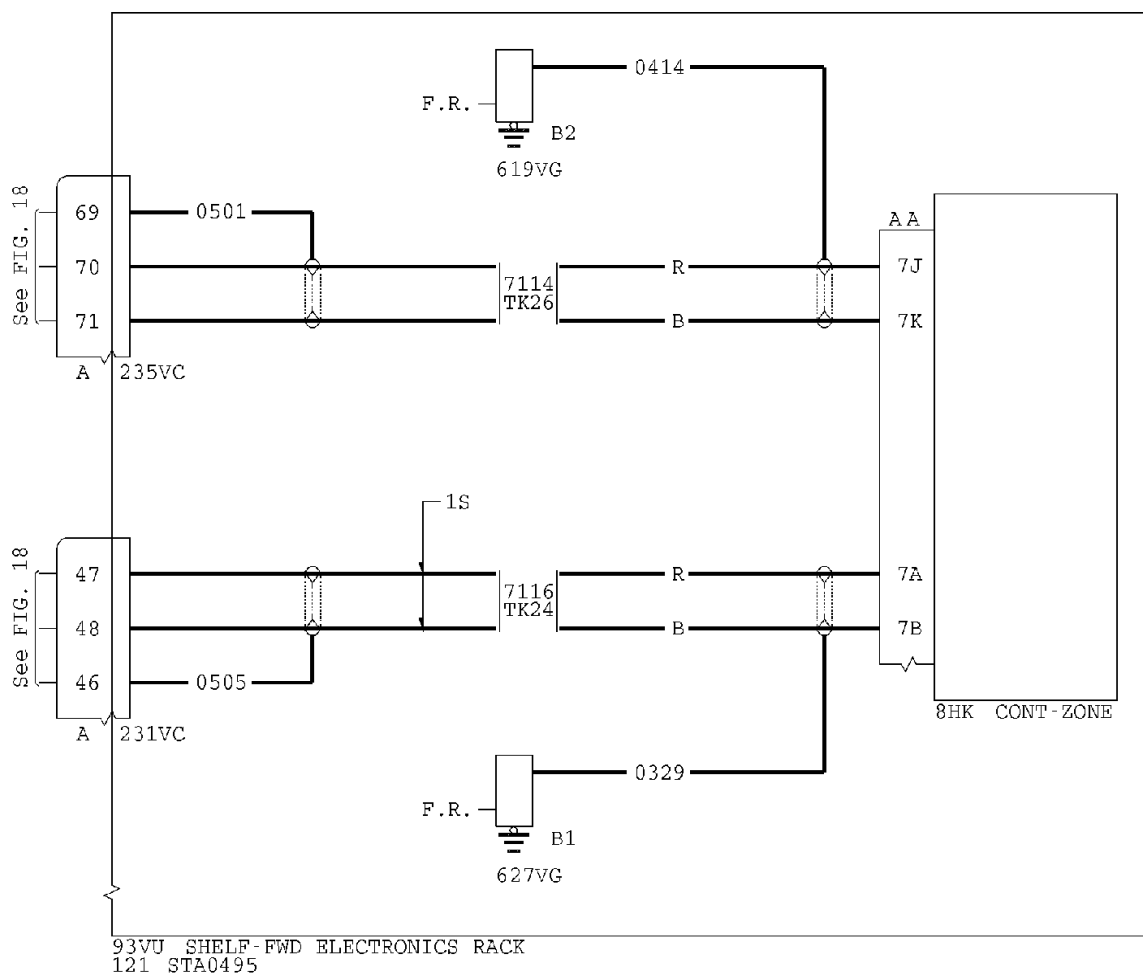 0414
F.R.
B2
619VG
See FIG. 18
69
0501
AA
70
7114
TK26
R
7J
71
B
7K
A
235VC
1S
See FIG. 18
47
7116
TK24
R
7A
48
B
7B
46
0505
A
231VC
8HK CONT-ZONE
0329
F.R.
B1
627VG
93VU SHELF-FWD ELECTRONICS RACK
121 STA0495